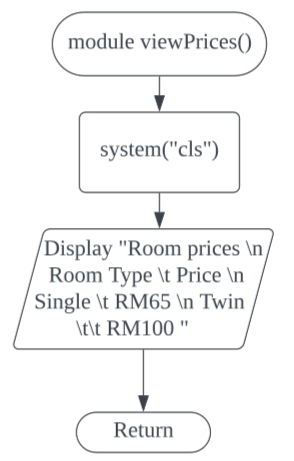 module viewPrices()
system("cls")
Display "Room prices \n
Room Type \t Price \n
Single \t RM65 \n Twin
\t\t RM100 "
Return